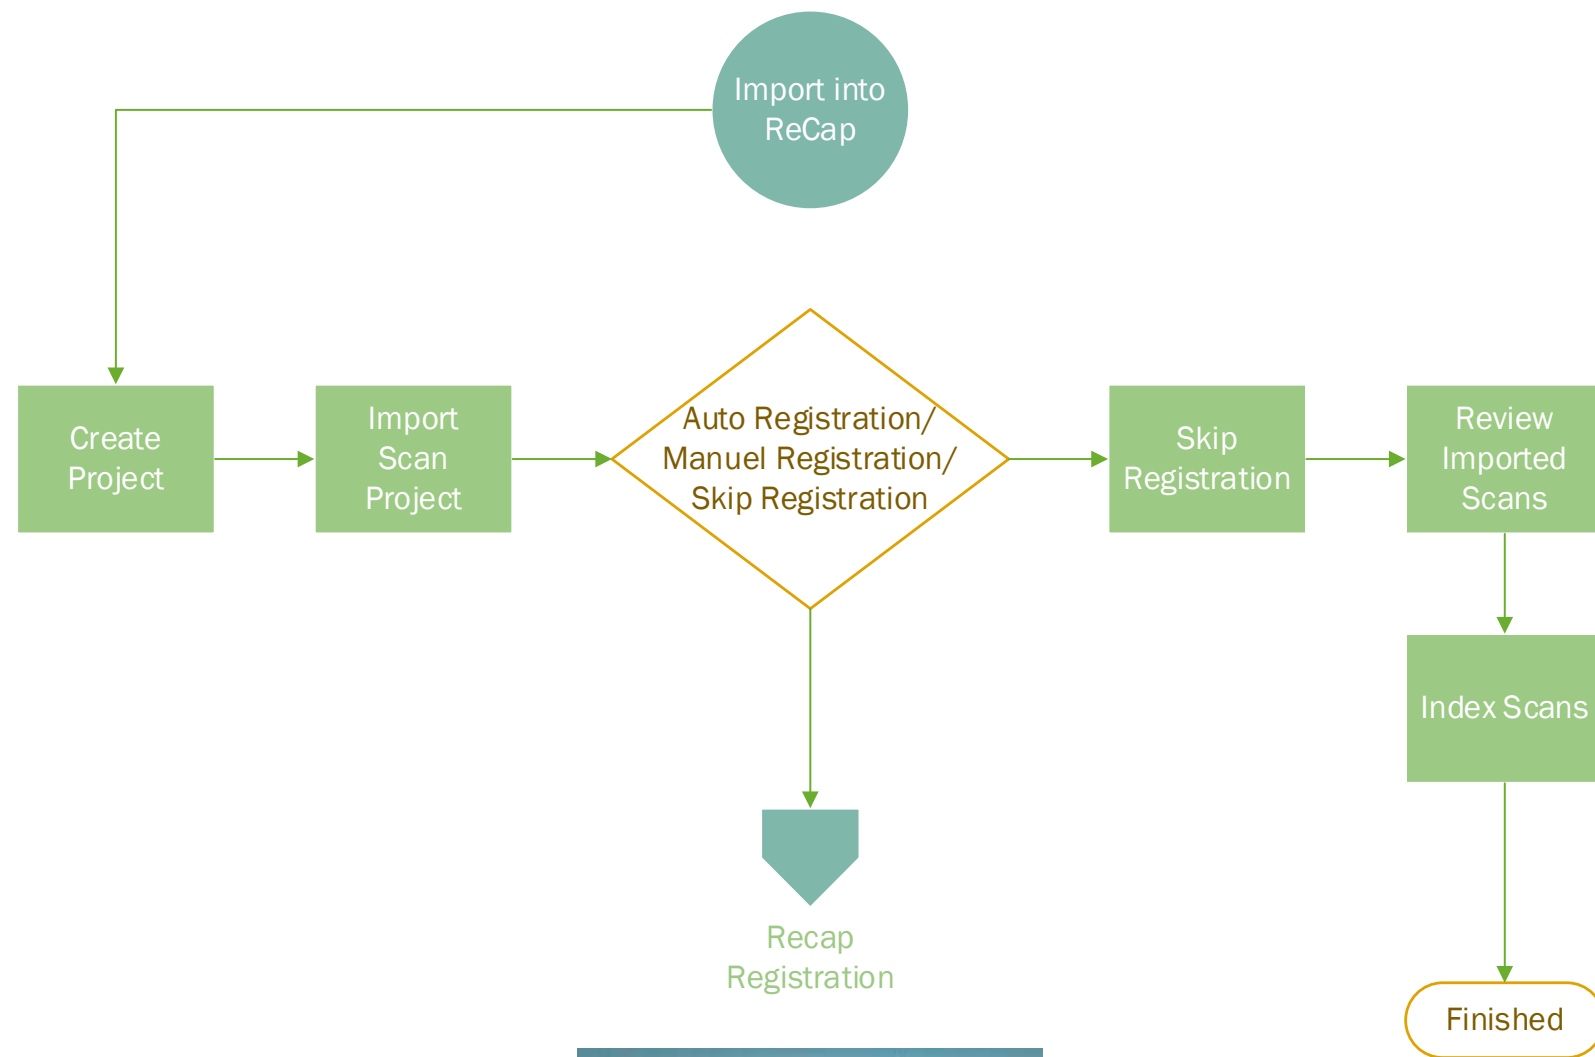 Import into
ReCap
Create
Project
Import
Scan
Project
Auto Registration/
Manuel Registration/
Skip Registration
Skip
Registration
Review
Imported
Scans
Index Scans
Recap
Registration
Finished